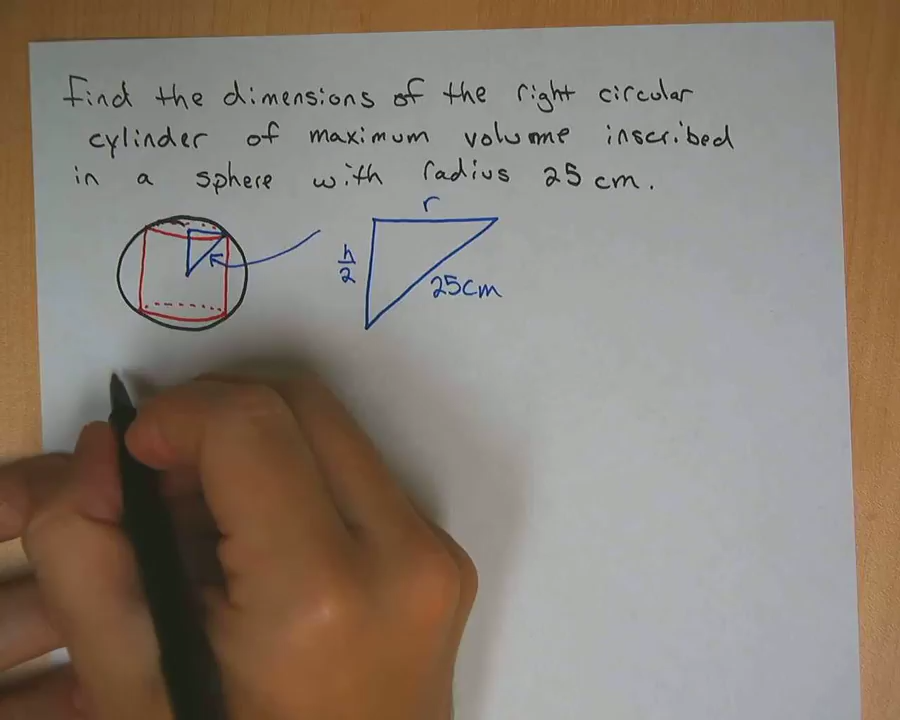 Find the dimensions of the right circular
cylinder of maximum volume inscribed
in a sphere with radius 25 cm.
r
h/2
25cm